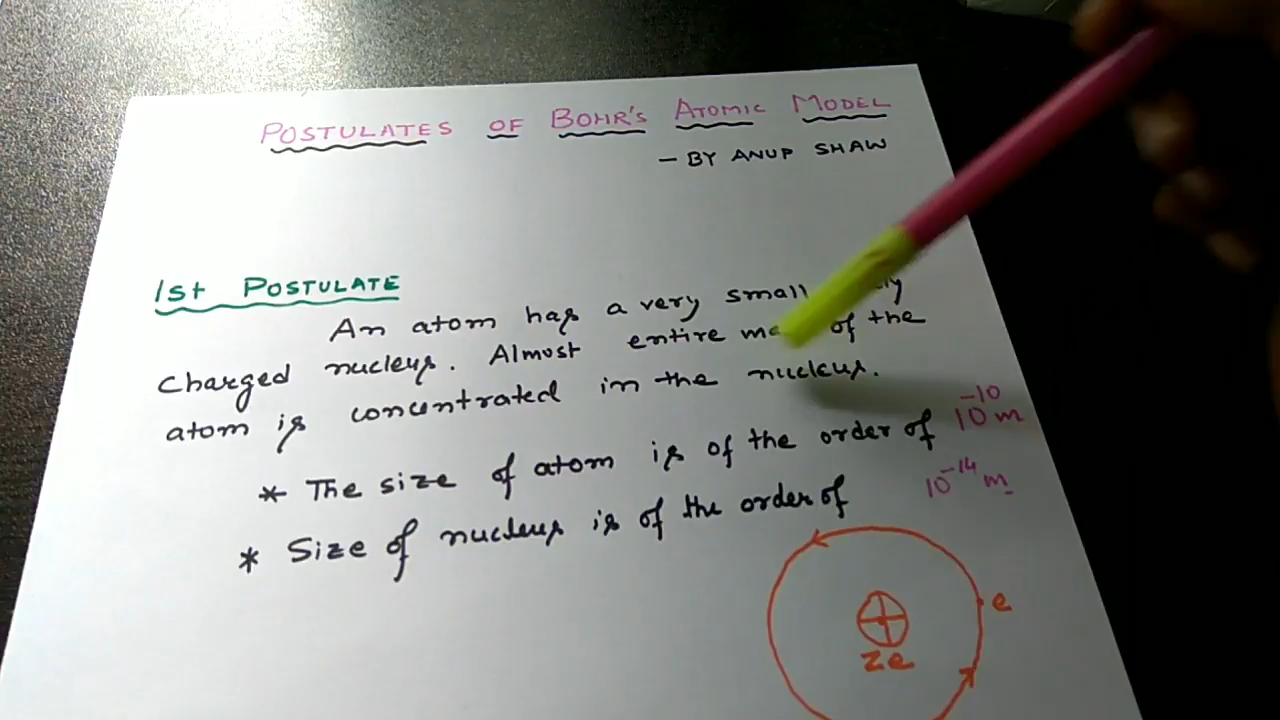 POSTULATES OF BOHR'S ATOMIC MODEL
- BY ANUP SHAW
1st POSTULATE
An atom has a very small
charged nucleus. Almost entire of the
atom is concentrated in the nucleus.
* The size of atom is of the order of 10⁻¹⁰ m
* Size of nucleus is of the order of 10⁻¹⁴ m
e
ze